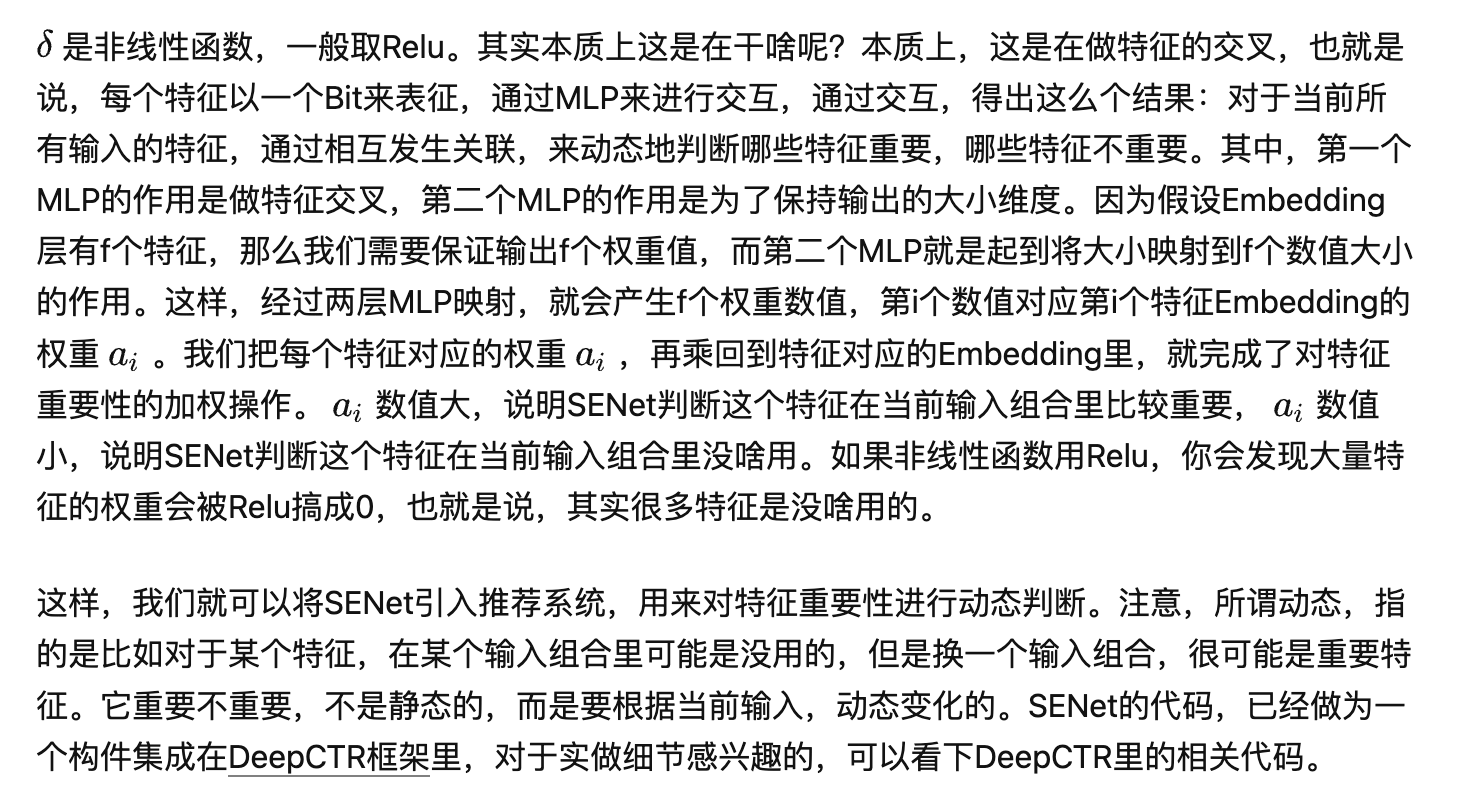 δ 是非线性函数，一般取Relu。其实本质上这是在干啥呢？本质上，这是在做特征的交叉，也就是
说，每个特征以一个Bit来表征，通过MLP来进行交互，通过交互，得出这么个结果：对于当前所
有输入的特征，通过相互发生关联，来动态地判断哪些特征重要，哪些特征不重要。其中，第一个
MLP的作用是做特征交叉，第二个MLP的作用是为了保持输出的大小维度。因为假设Embedding
层有f个特征，那么我们需要保证输出f个权重值，而第二个MLP就是起到将大小映射到f个数值大小
的作用。这样，经过两层MLP映射，就会产生f个权重数值，第i个数值对应第i个特征Embedding的
权重 a_i 。我们把每个特征对应的权重 a_i ，再乘回到特征对应的Embedding里，就完成了对特征
重要性的加权操作。 a_i 数值大，说明SENet判断这个特征在当前输入组合里比较重要， a_i 数值
小，说明SENet判断这个特征在当前输入组合里没啥用。如果非线性函数用Relu，你会发现大量特
征的权重会被Relu搞成0，也就是说，其实很多特征是没啥用的。
这样，我们就可以将SENet引入推荐系统，用来对特征重要性进行动态判断。注意，所谓动态，指
的是比如对于某个特征，在某个输入组合里可能是没用的，但是换一个输入组合，很可能是重要特
征。它重要不重要，不是静态的，而是要根据当前输入，动态变化的。SENet的代码，已经做为一
个构件集成在DeepCTR框架里，对于实做细节感兴趣的，可以看下DeepCTR里的相关代码。